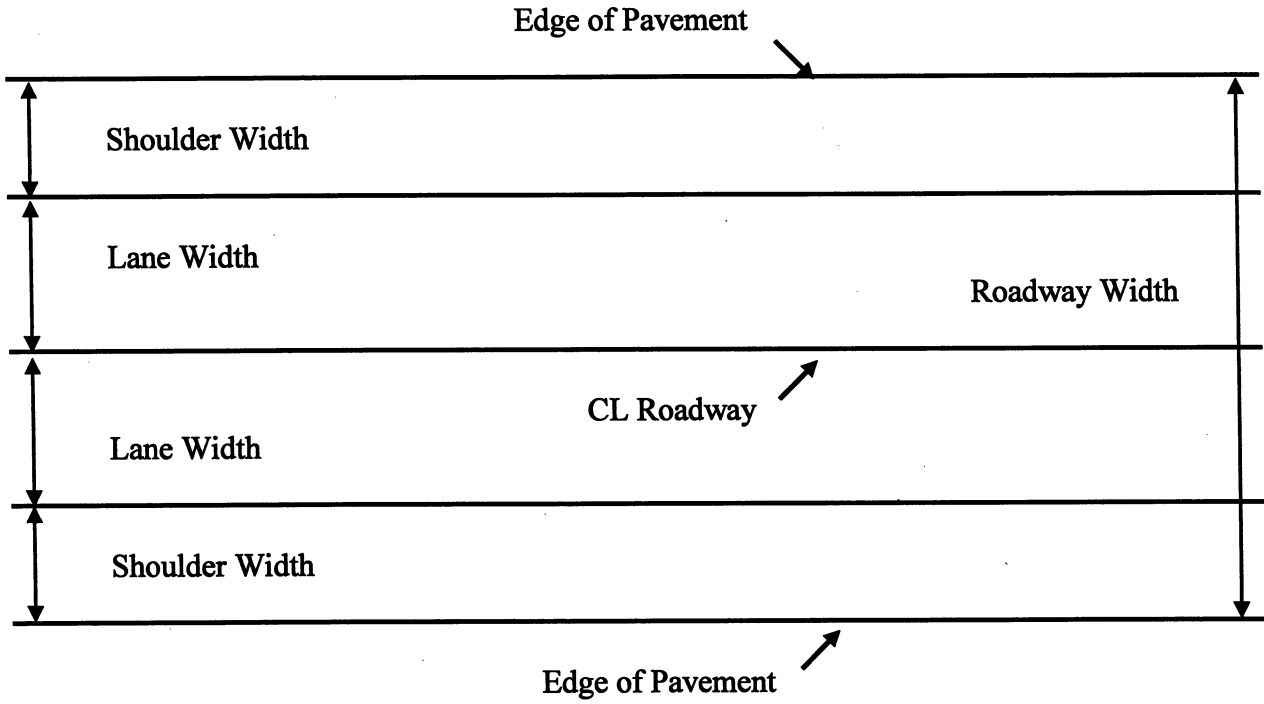 Edge of Pavement
Shoulder Width
Lane Width
Roadway Width
CL Roadway
Lane Width
Shoulder Width
Edge of Pavement